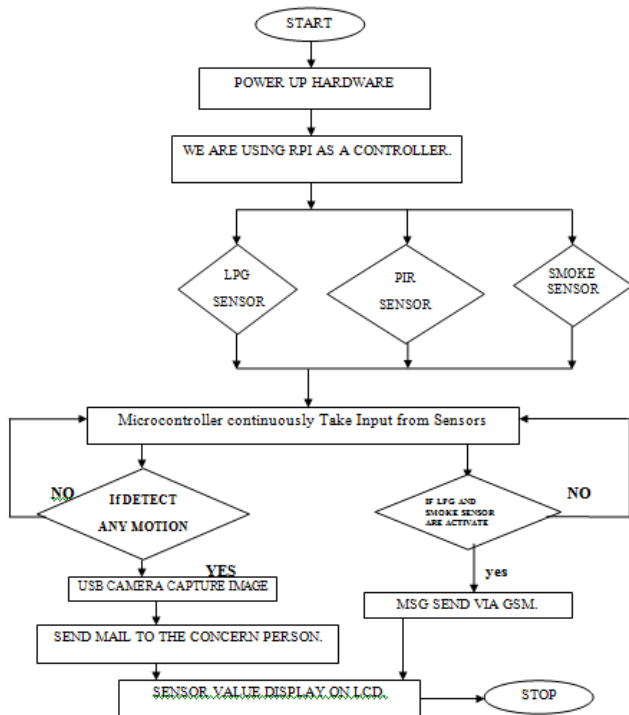 START
POWER UP HARDWARE
WE ARE USING RPI AS A CONTROLLER.
LPG
SENSOR
PIR
SENSOR
SMOKE
SENSOR
Microcontroller continuously Take Input from Sensors
NO
If DETECT
ANY MOTION
IF LPG AND
SMOKE SENSOR
ARE ACTIVATE
NO
YES
yes
USB CAMERA CAPTURE IMAGE
MSG SEND VIA GSM.
SEND MAIL TO THE CONCERN PERSON.
SENSOR VALUE DISPLAY ON LCD.
STOP